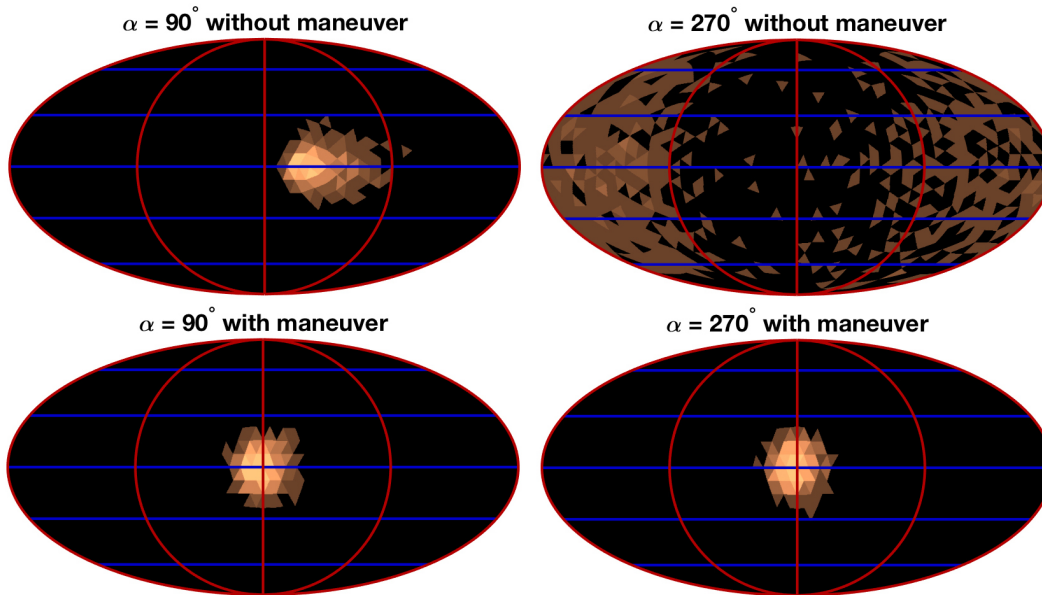 α = 90° without maneuver
α = 270° without maneuver
α = 90° with maneuver
α = 270° with maneuver